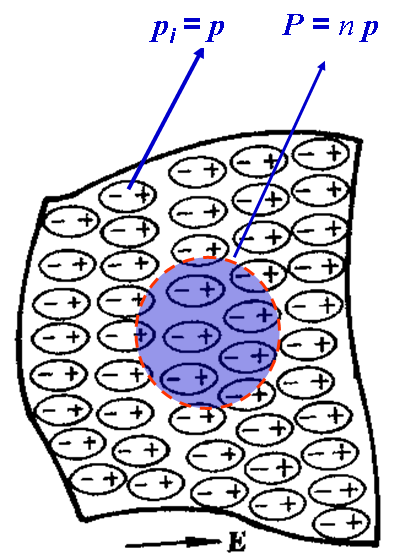 pᵢ = p P = n p
E